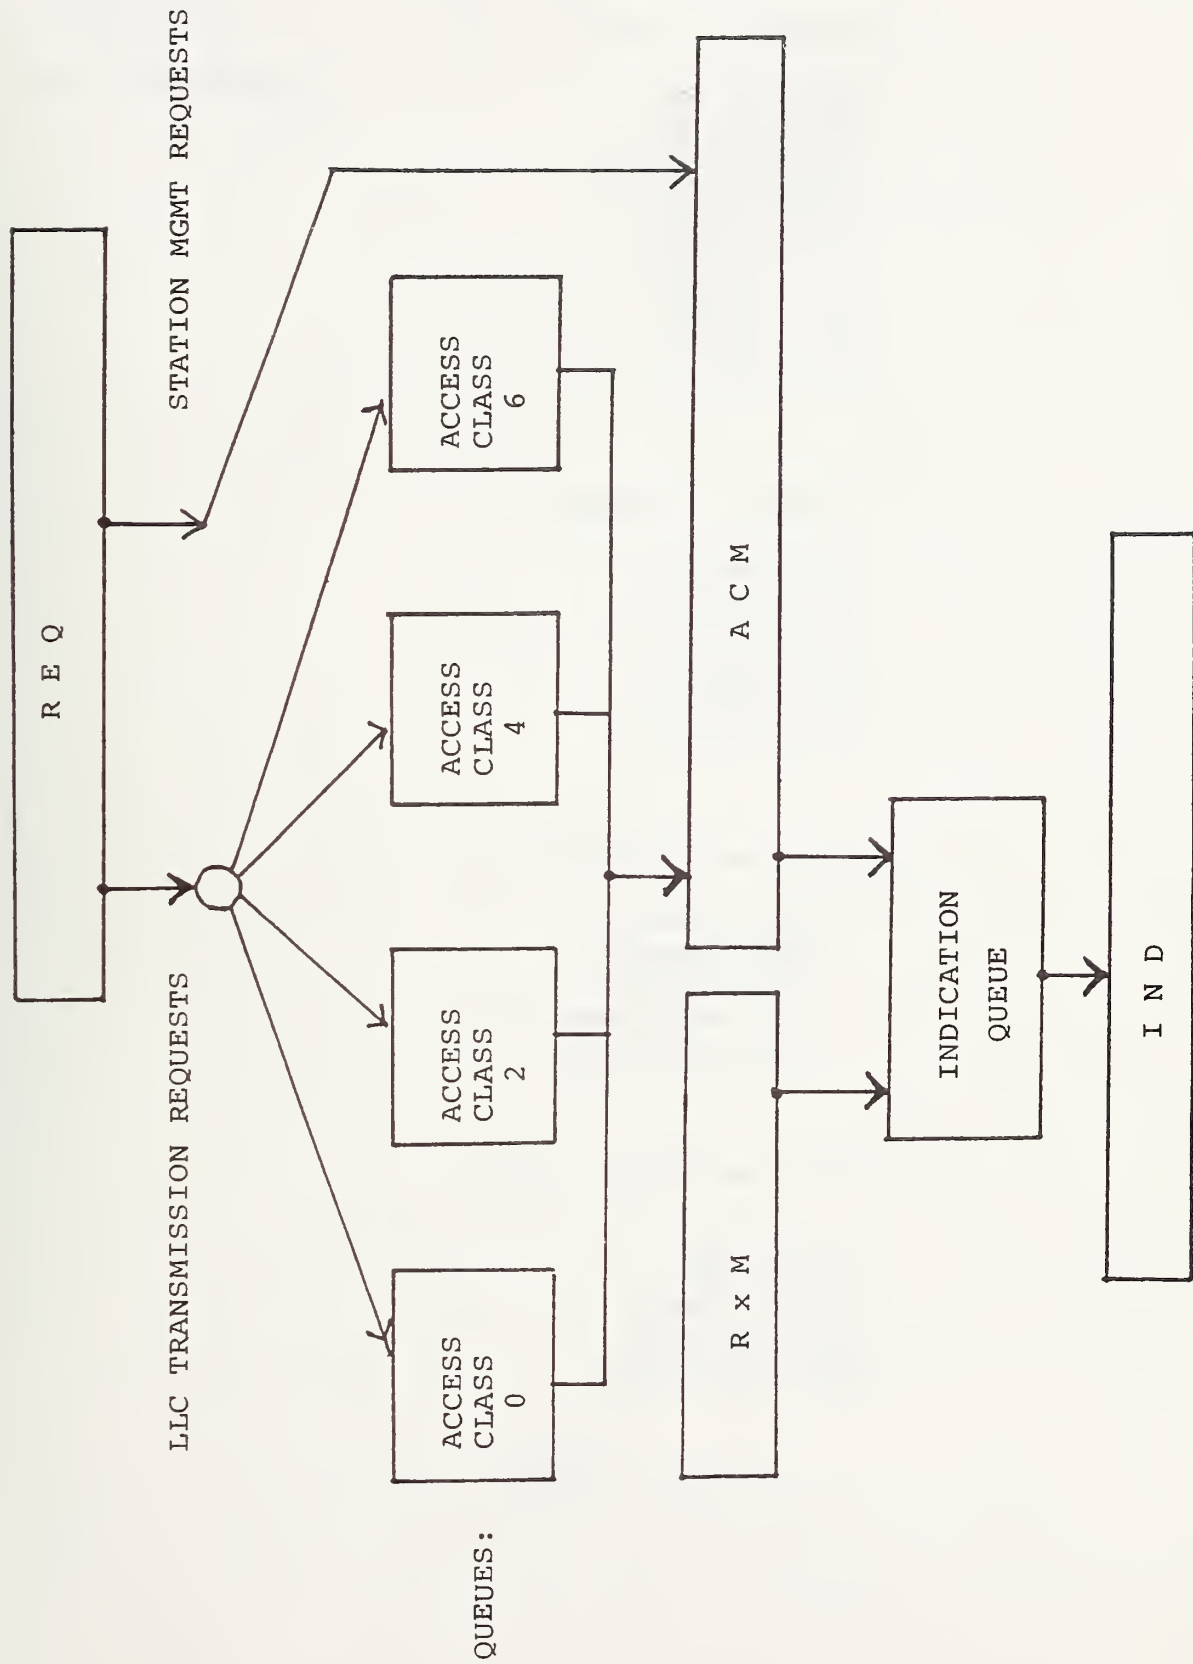 R E Q
LLC TRANSMISSION REQUESTS
STATION MGMT REQUESTS
QUEUES:
ACCESS
CLASS
0
ACCESS
CLASS
2
ACCESS
CLASS
4
ACCESS
CLASS
6
R x M
A C M
INDICATION
QUEUE
I N D